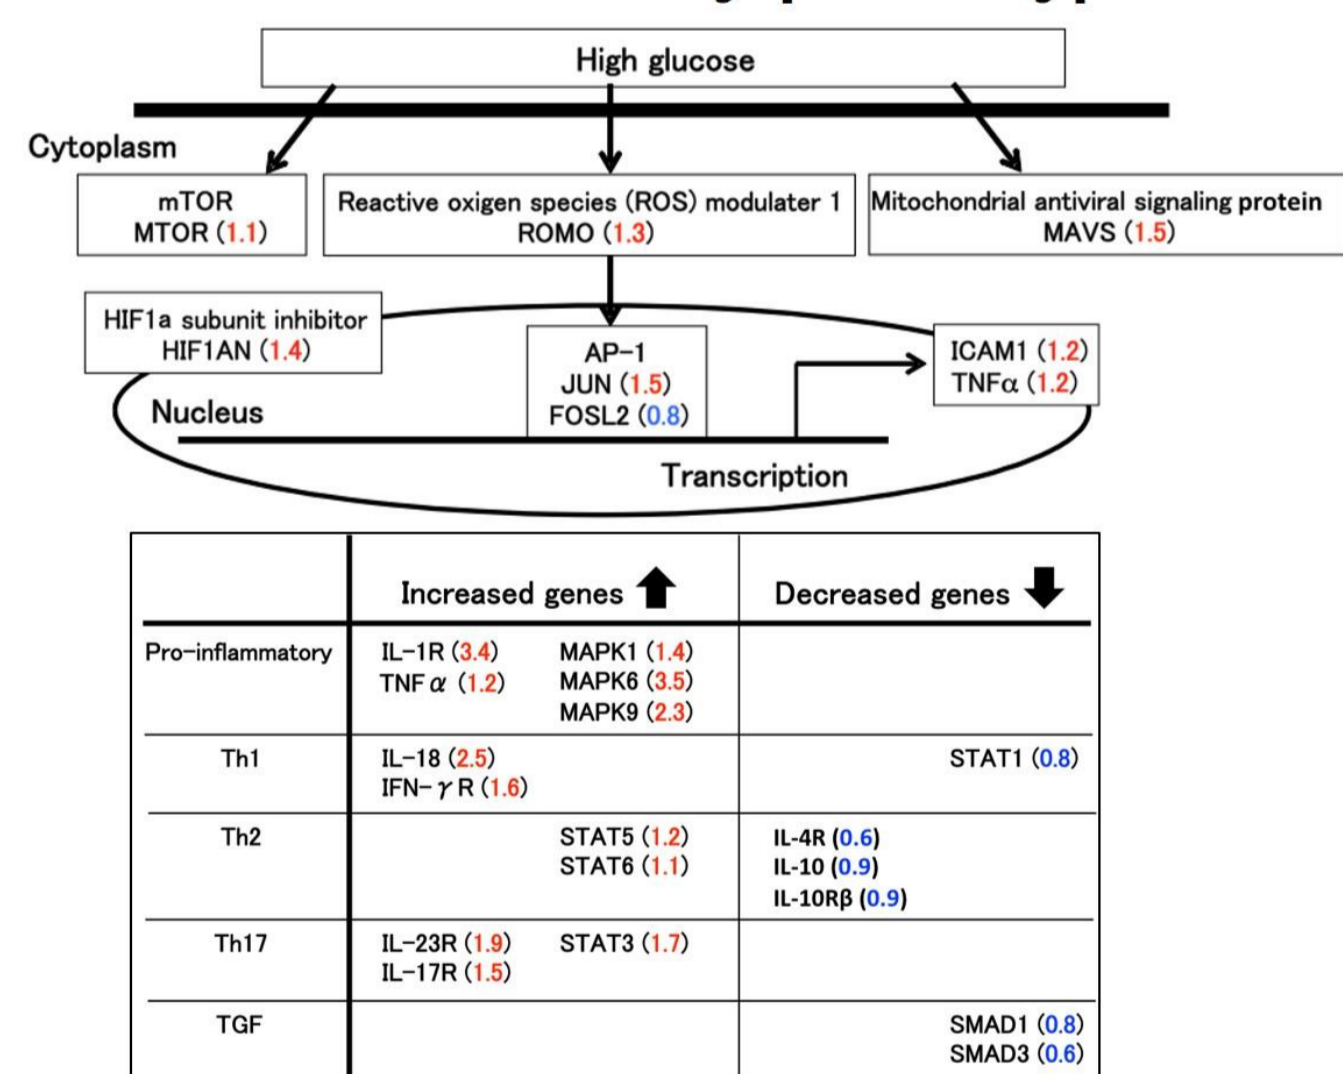 High glucose
Cytoplasm
mTOR
MTOR (1.1)
Reactive oxigen species (ROS) modulater 1
ROMO (1.3)
Mitochondrial antiviral signaling protein
MAVS (1.5)
HIF1a subunit inhibitor
HIF1AN (1.4)
AP-1
JUN (1.5)
FOSL2 (0.8)
ICAM1 (1.2)
TNFα (1.2)
Nucleus
Transcription
Increased genes
Decreased genes
Pro-inflammatory
IL-1R (3.4) MAPK1 (1.4)
TNFα (1.2) MAPK6 (3.5)
MAPK9 (2.3)
Th1
IL-18 (2.5)
IFN-γR (1.6)
STAT1 (0.8)
Th2
STAT5 (1.2)
STAT6 (1.1)
IL-4R (0.6)
IL-10 (0.9)
IL-10Rβ (0.9)
Th17
IL-23R (1.9) STAT3 (1.7)
IL-17R (1.5)
TGF
SMAD1 (0.8)
SMAD3 (0.6)